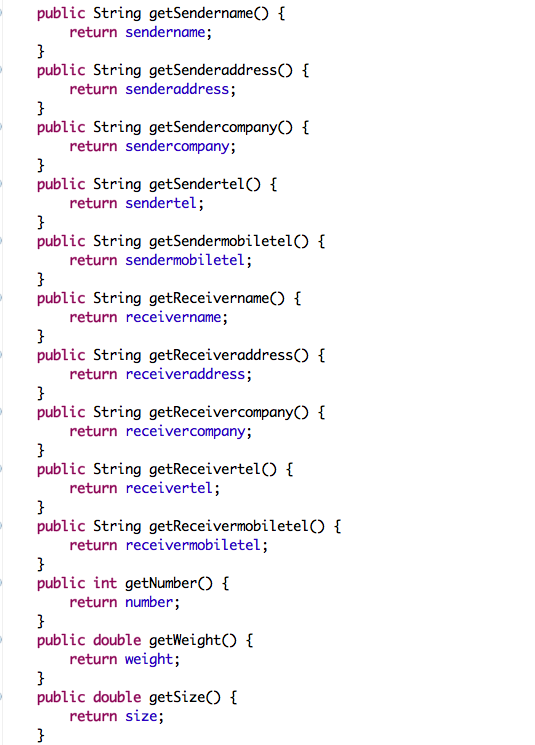 public String getSendername() {
return sendername;
}
public String getSenderaddress() {
return senderaddress;
}
public String getSendercompany() {
return sendercompany;
}
public String getSendertel() {
return sendertel;
}
public String getSendermobiletel() {
return sendermobiletel;
}
public String getReceivername() {
return receivername;
}
public String getReceiveraddress() {
return receiveraddress;
}
public String getReceivercompany() {
return receivercompany;
}
public String getReceivertel() {
return receivertel;
}
public String getReceivermobiletel() {
return receivermobiletel;
}
public int getNumber() {
return number;
}
public double getWeight() {
return weight;
}
public double getSize() {
return size;
}